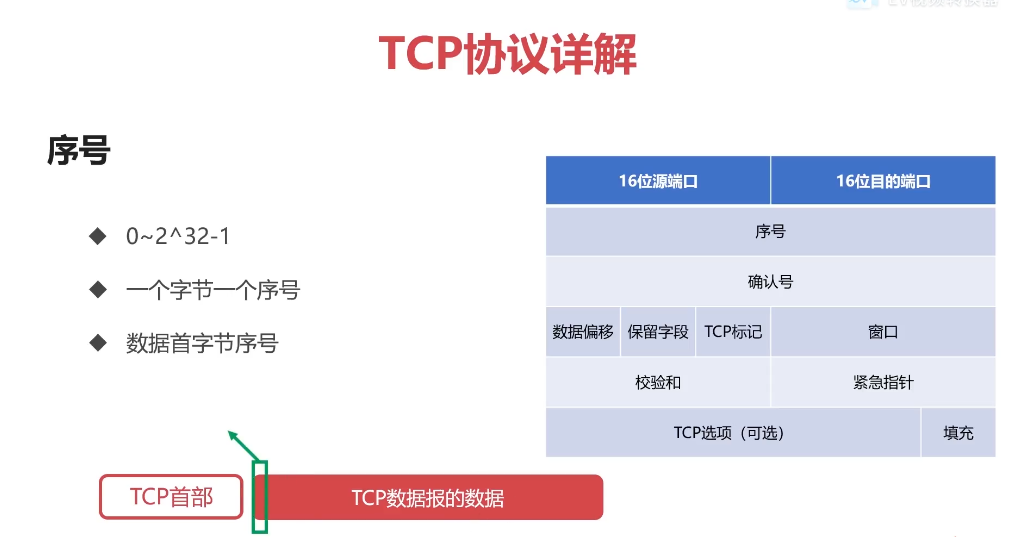 TCP协议详解
序号
0~2^32-1
一个字节一个序号
数据首字节序号
16位源端口 16位目的端口
序号
确认号
数据偏移 保留字段 TCP标记 窗口
校验和 紧急指针
TCP选项（可选） 填充
TCP首部 TCP数据报的数据